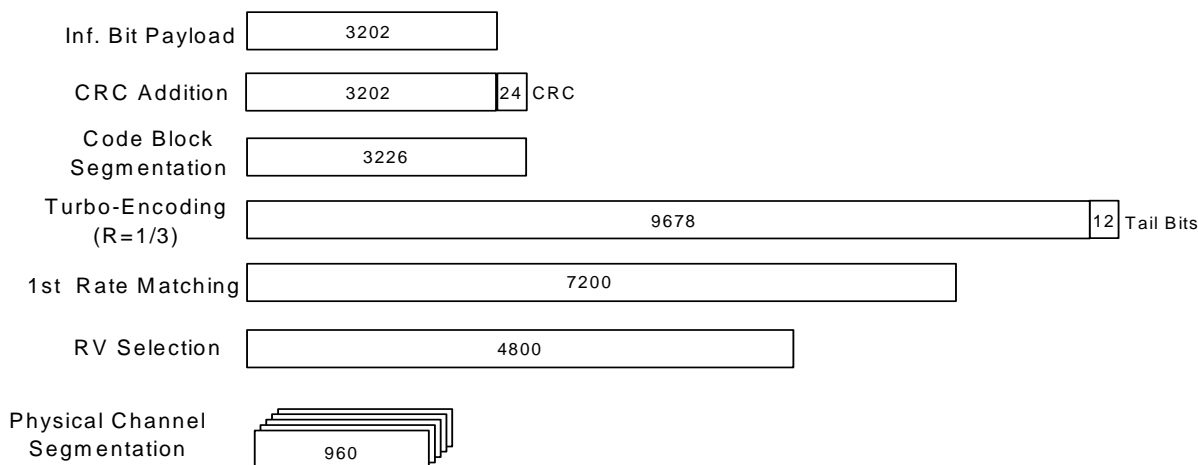 Inf. Bit Payload 3202
CRC Addition 3202 24 CRC
Code Block
Segmentation 3226
Turbo-Encoding
(R=1/3) 9678 12 Tail Bits
1st Rate Matching 7200
RV Selection 4800
Physical Channel
Segmentation 960